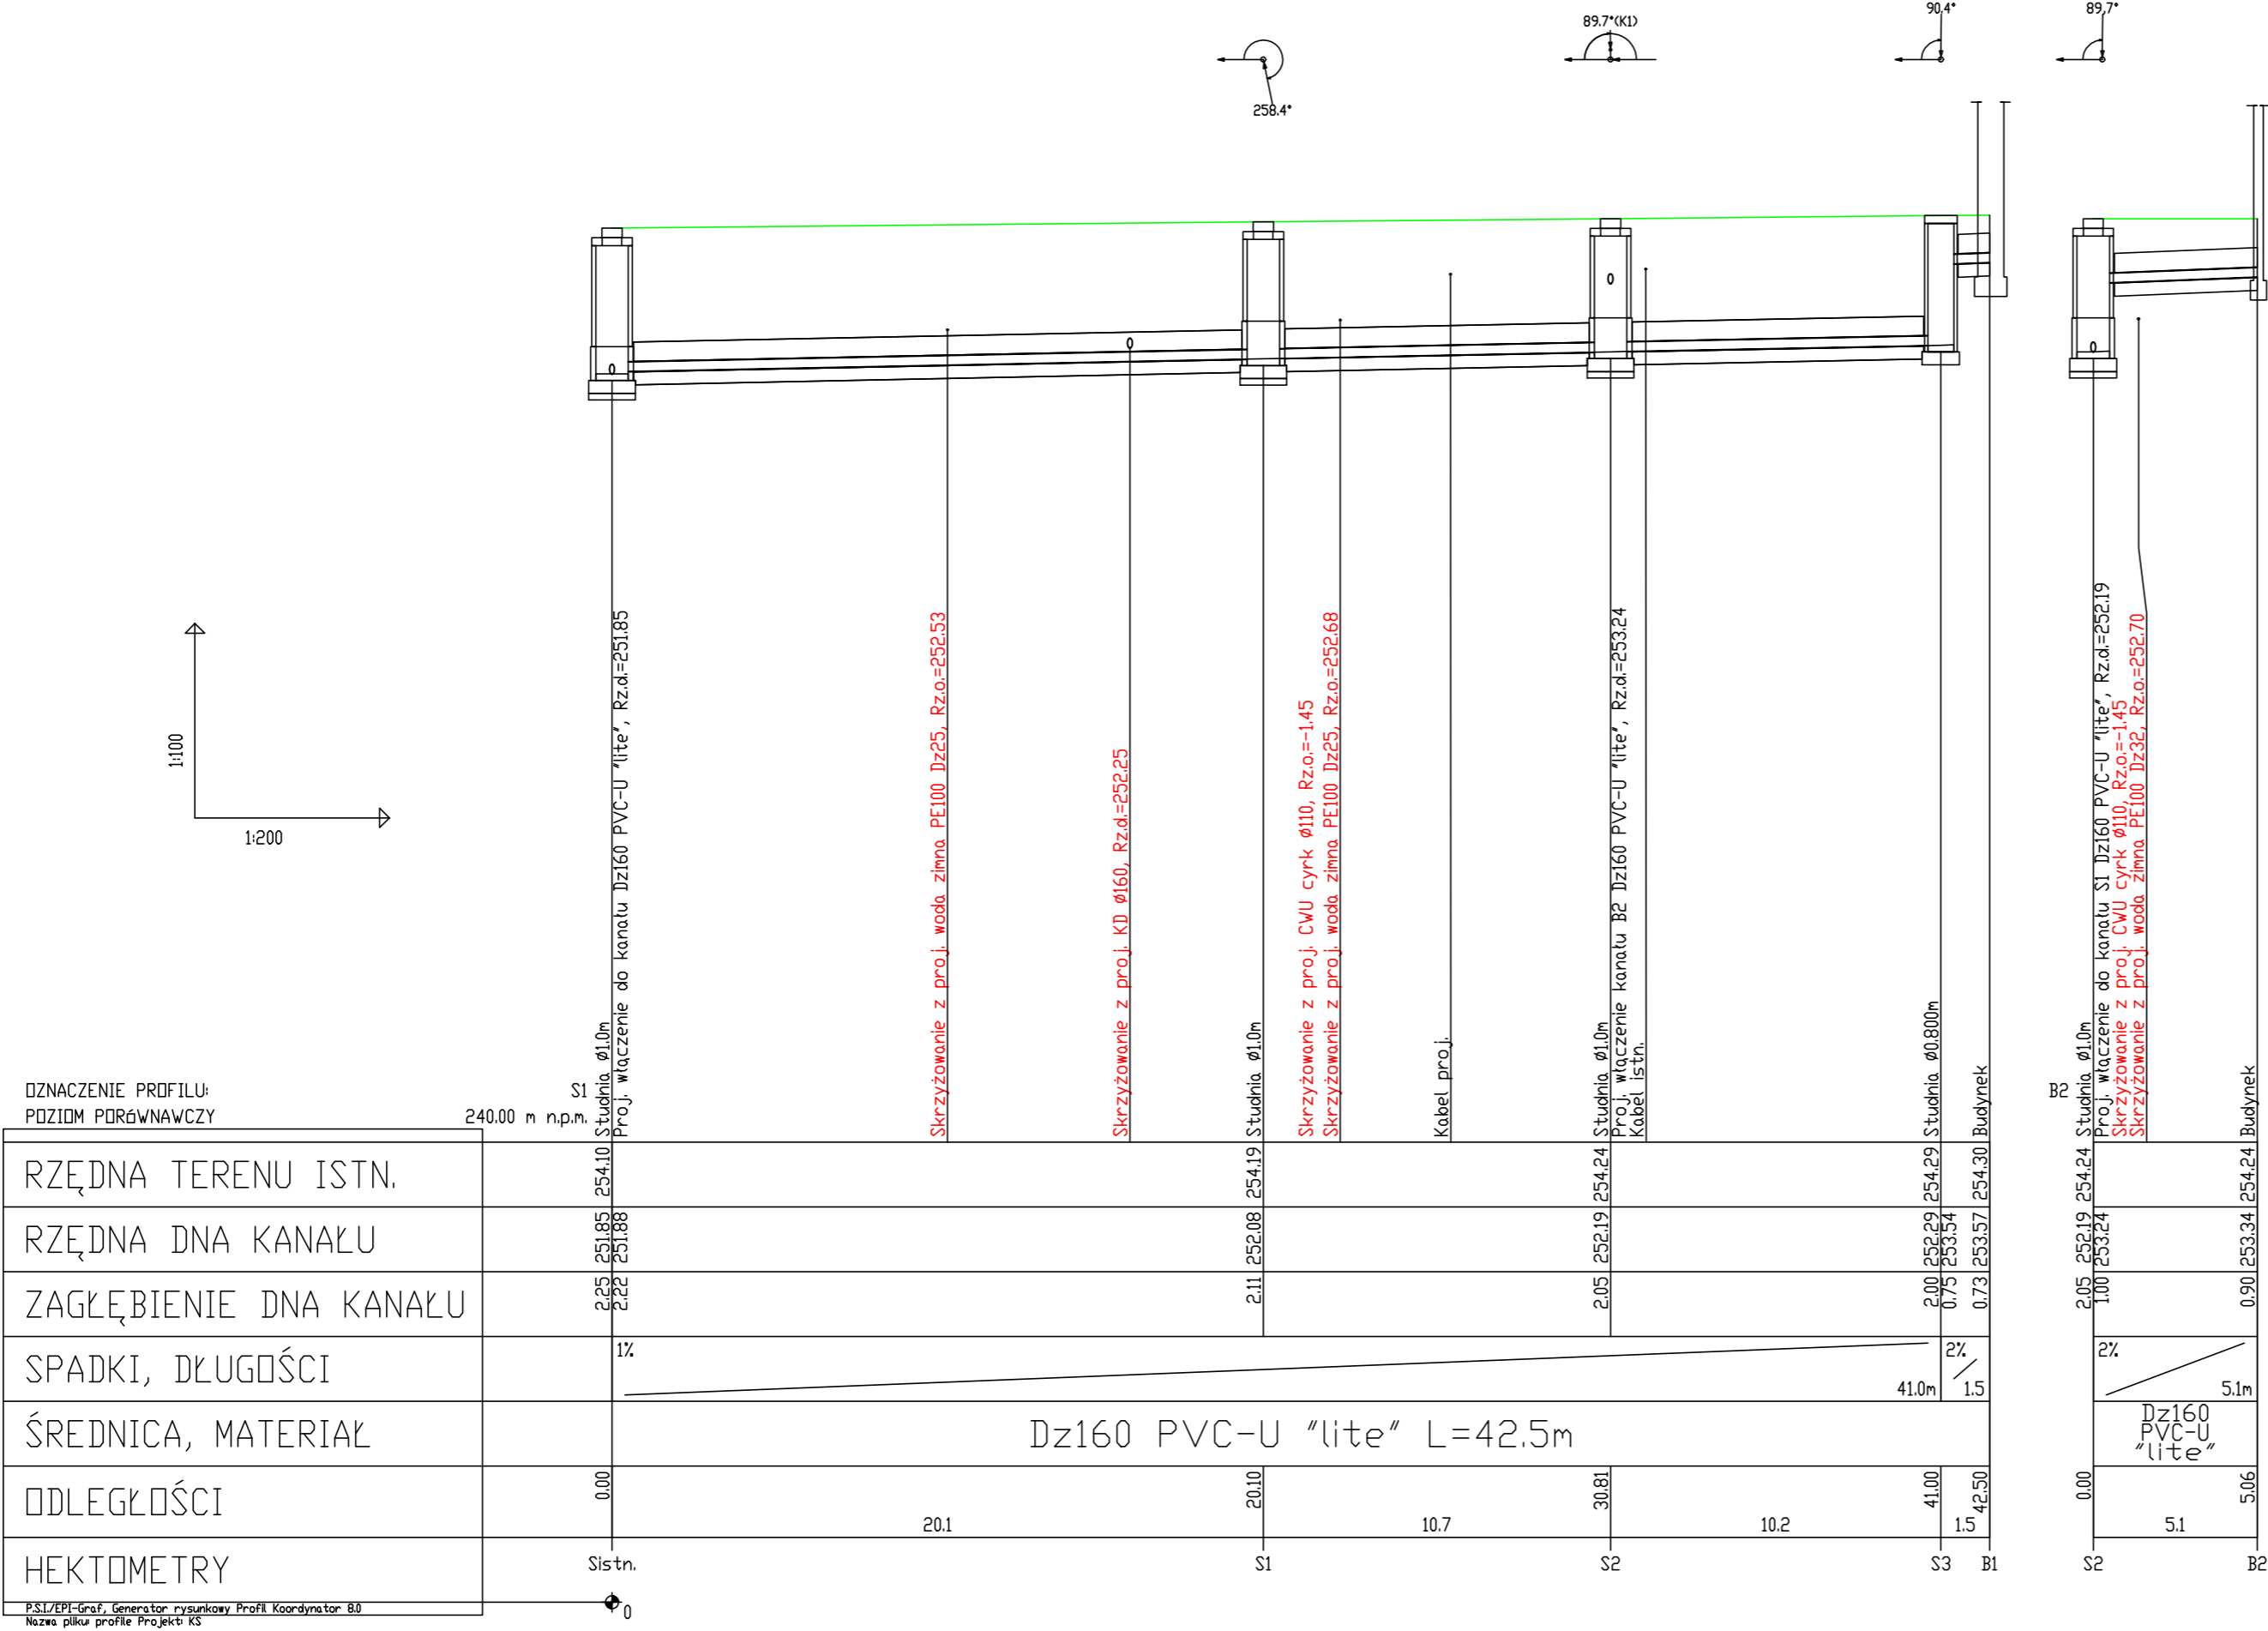 258.4°
89.7°(K1)
90.4°
89.7°
1:100
1:200
OZNACZENIE PROFILU:
S1
POZIOM PORóWNAWCZY
240.00 m n.p.m.
Studnia ø1.0m
Proj. włączenie do kanału Dz160 PVC-U "lite", Rz.d.=251.85
Skrzyżowanie z proj. woda zimna PE100 Dz25, Rz.o.=252.53
Skrzyżowanie z proj. KD ø160, Rz.d.=252.25
Studnia ø1.0m
Skrzyżowanie z proj. CWU cyrk ø110, Rz.o.=-1.45
Skrzyżowanie z proj. woda zimna PE100 Dz25, Rz.o.=252.68
Kabel proj.
Studnia ø1.0m
Proj. włączenie kanału B2 Dz160 PVC-U "lite", Rz.d.=253.24
Kabel istn.
Studnia ø0.800m
Budynek
B2
Studnia ø1.0m
Proj. włączenie do kanału S1 Dz160 PVC-U "lite", Rz.d.=252.19
Skrzyżowanie z proj. CWU cyrk ø110, Rz.o.=-1.45
Skrzyżowanie z proj. woda zimna PE100 Dz32, Rz.o.=252.70
Budynek
RZĘDNA TERENU ISTN.
254.10 254.19 254.24 254.29 254.30 254.24 254.24
RZĘDNA DNA KANAŁU
251.85 251.88 252.08 252.19 252.29 253.54 253.57 252.19 253.24 253.34
ZAGŁĘBIENIE DNA KANAŁU
2.25 2.22 2.11 2.05 2.00 0.75 0.73 2.05 1.00 0.90
SPADKI, DŁUGOŚCI
1% 41.0m 2% 1.5 2% 5.1m
ŚREDNICA, MATERIAŁ
Dz160 PVC-U "lite" L=42.5m
Dz160
PVC-U
"lite"
ODLEGŁOŚCI
0.00 20.10 30.81 41.00 42.50 0.00 5.06
20.1 10.7 10.2 1.5 5.1
HEKTOMETRY
Sistn. S1 S2 S3 B1 S2 B2
0
P.S.I./EPI-Graf, Generator rysunkowy Profil Koordynator 8.0
Nazwa pliku: profile Projekt: KS